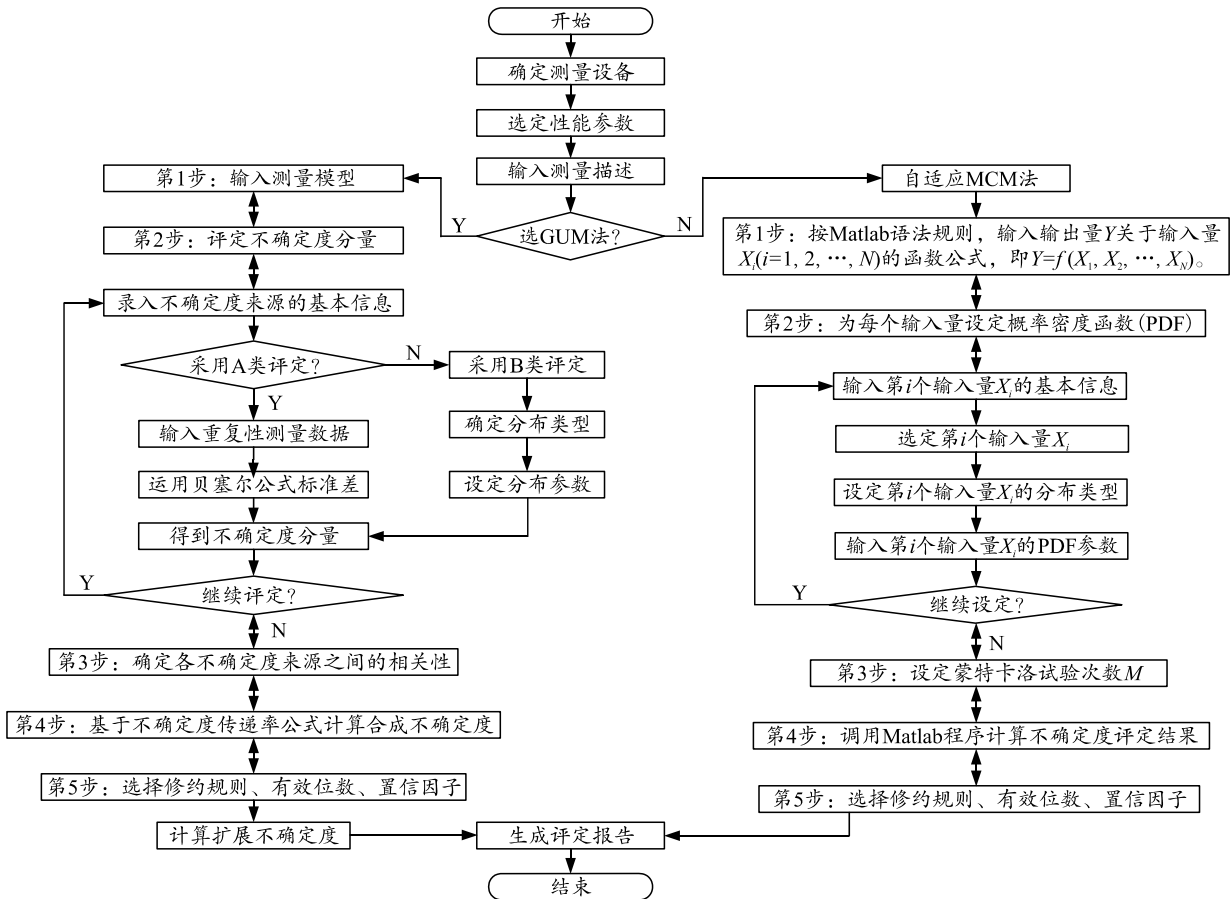 开始
确定测量设备
选定性能参数
输入测量描述
选GUM法?
Y
N
第1步：输入测量模型
第2步：评定不确定度分量
录入不确定度来源的基本信息
采用A类评定?
N
Y
采用B类评定
确定分布类型
设定分布参数
输入重复性测量数据
运用贝塞尔公式标准差
得到不确定度分量
继续评定?
Y
N
第3步：确定各不确定度来源之间的相关性
第4步：基于不确定度传递率公式计算合成不确定度
第5步：选择修约规则、有效位数、置信因子
计算扩展不确定度
自适应MCM法
第1步：按Matlab语法规则，输入输出量Y关于输入量
Xi(i=1, 2, …, N)的函数公式，即Y=f (X1, X2, …, XN)。
第2步：为每个输入量设定概率密度函数(PDF)
输入第i个输入量Xi的基本信息
选定第i个输入量Xi
设定第i个输入量Xi的分布类型
输入第i个输入量Xi的PDF参数
继续设定?
Y
N
第3步：设定蒙特卡洛试验次数M
第4步：调用Matlab程序计算不确定度评定结果
第5步：选择修约规则、有效位数、置信因子
生成评定报告
结束